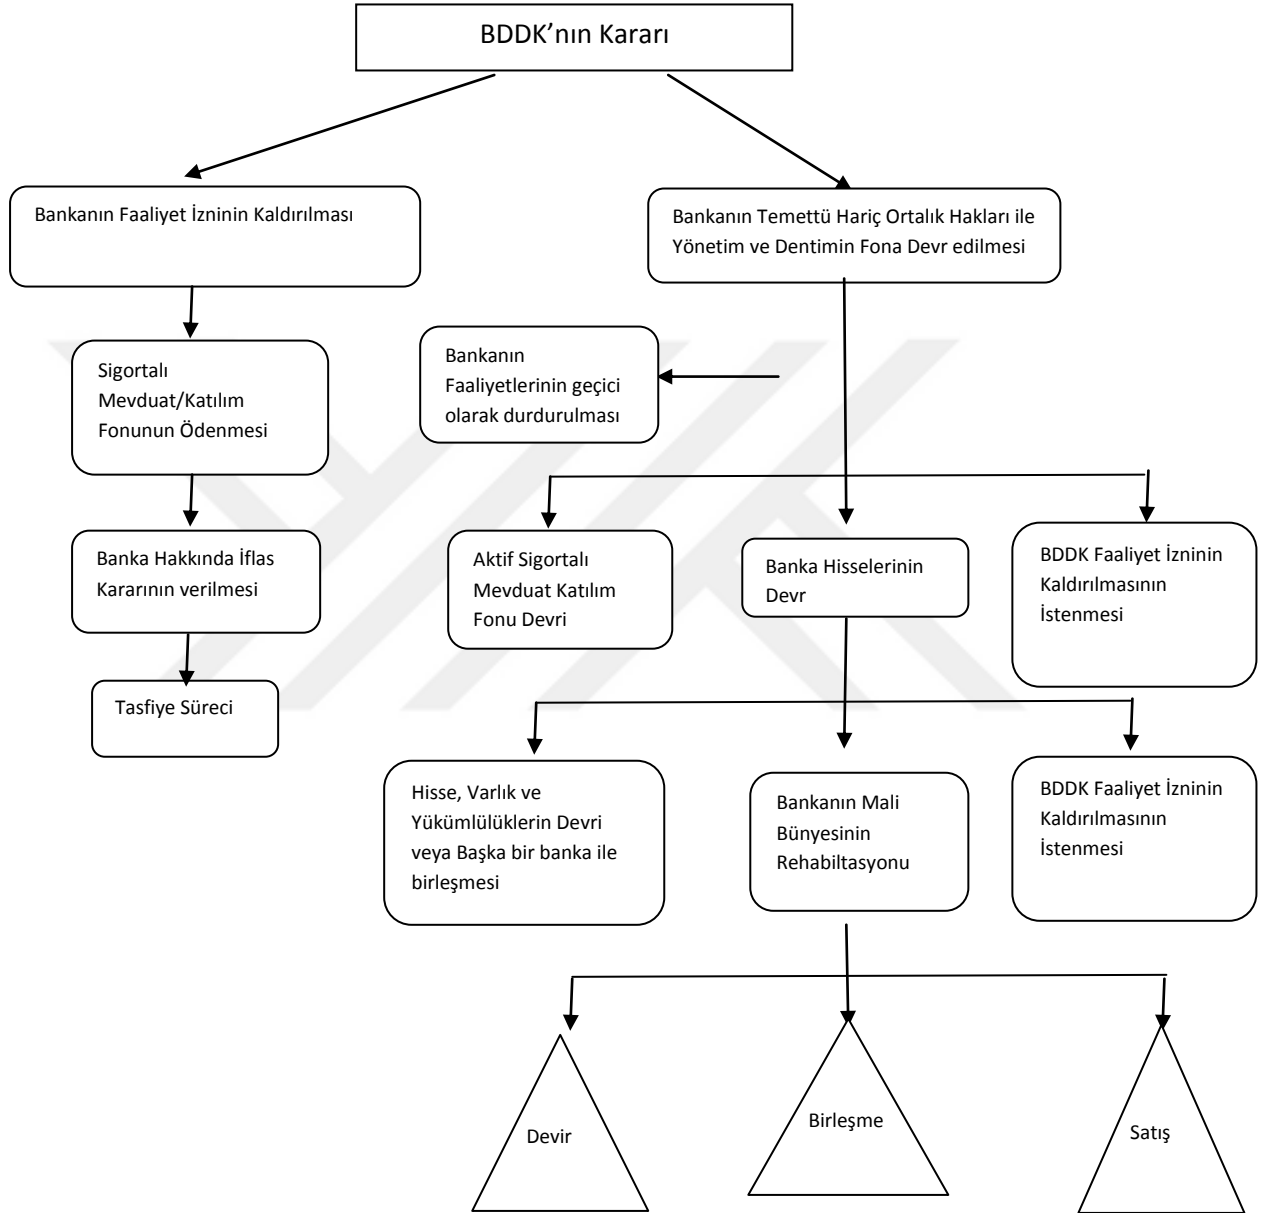 BDDK’nın Kararı
Bankanın Faaliyet İzninin Kaldırılması
Bankanın Temettü Hariç Ortalık Hakları ile
Yönetim ve Dentimin Fona Devr edilmesi
Sigortalı
Mevduat/Katılım
Fonunun Ödenmesi
Bankanın
Faaliyetlerinin geçici
olarak durdurulması
Banka Hakkında İflas
Kararının verilmesi
Aktif Sigortalı
Mevduat Katılım
Fonu Devri
Banka Hisselerinin
Devr
BDDK Faaliyet İzninin
Kaldırılmasının
İstenmesi
Tasfiye Süreci
Hisse, Varlık ve
Yükümlülüklerin Devri
veya Başka bir banka ile
birleşmesi
Bankanın Mali
Bünyesinin
Rehabiltasyonu
BDDK Faaliyet İzninin
Kaldırılmasının
İstenmesi
Devir
Birleşme
Satış